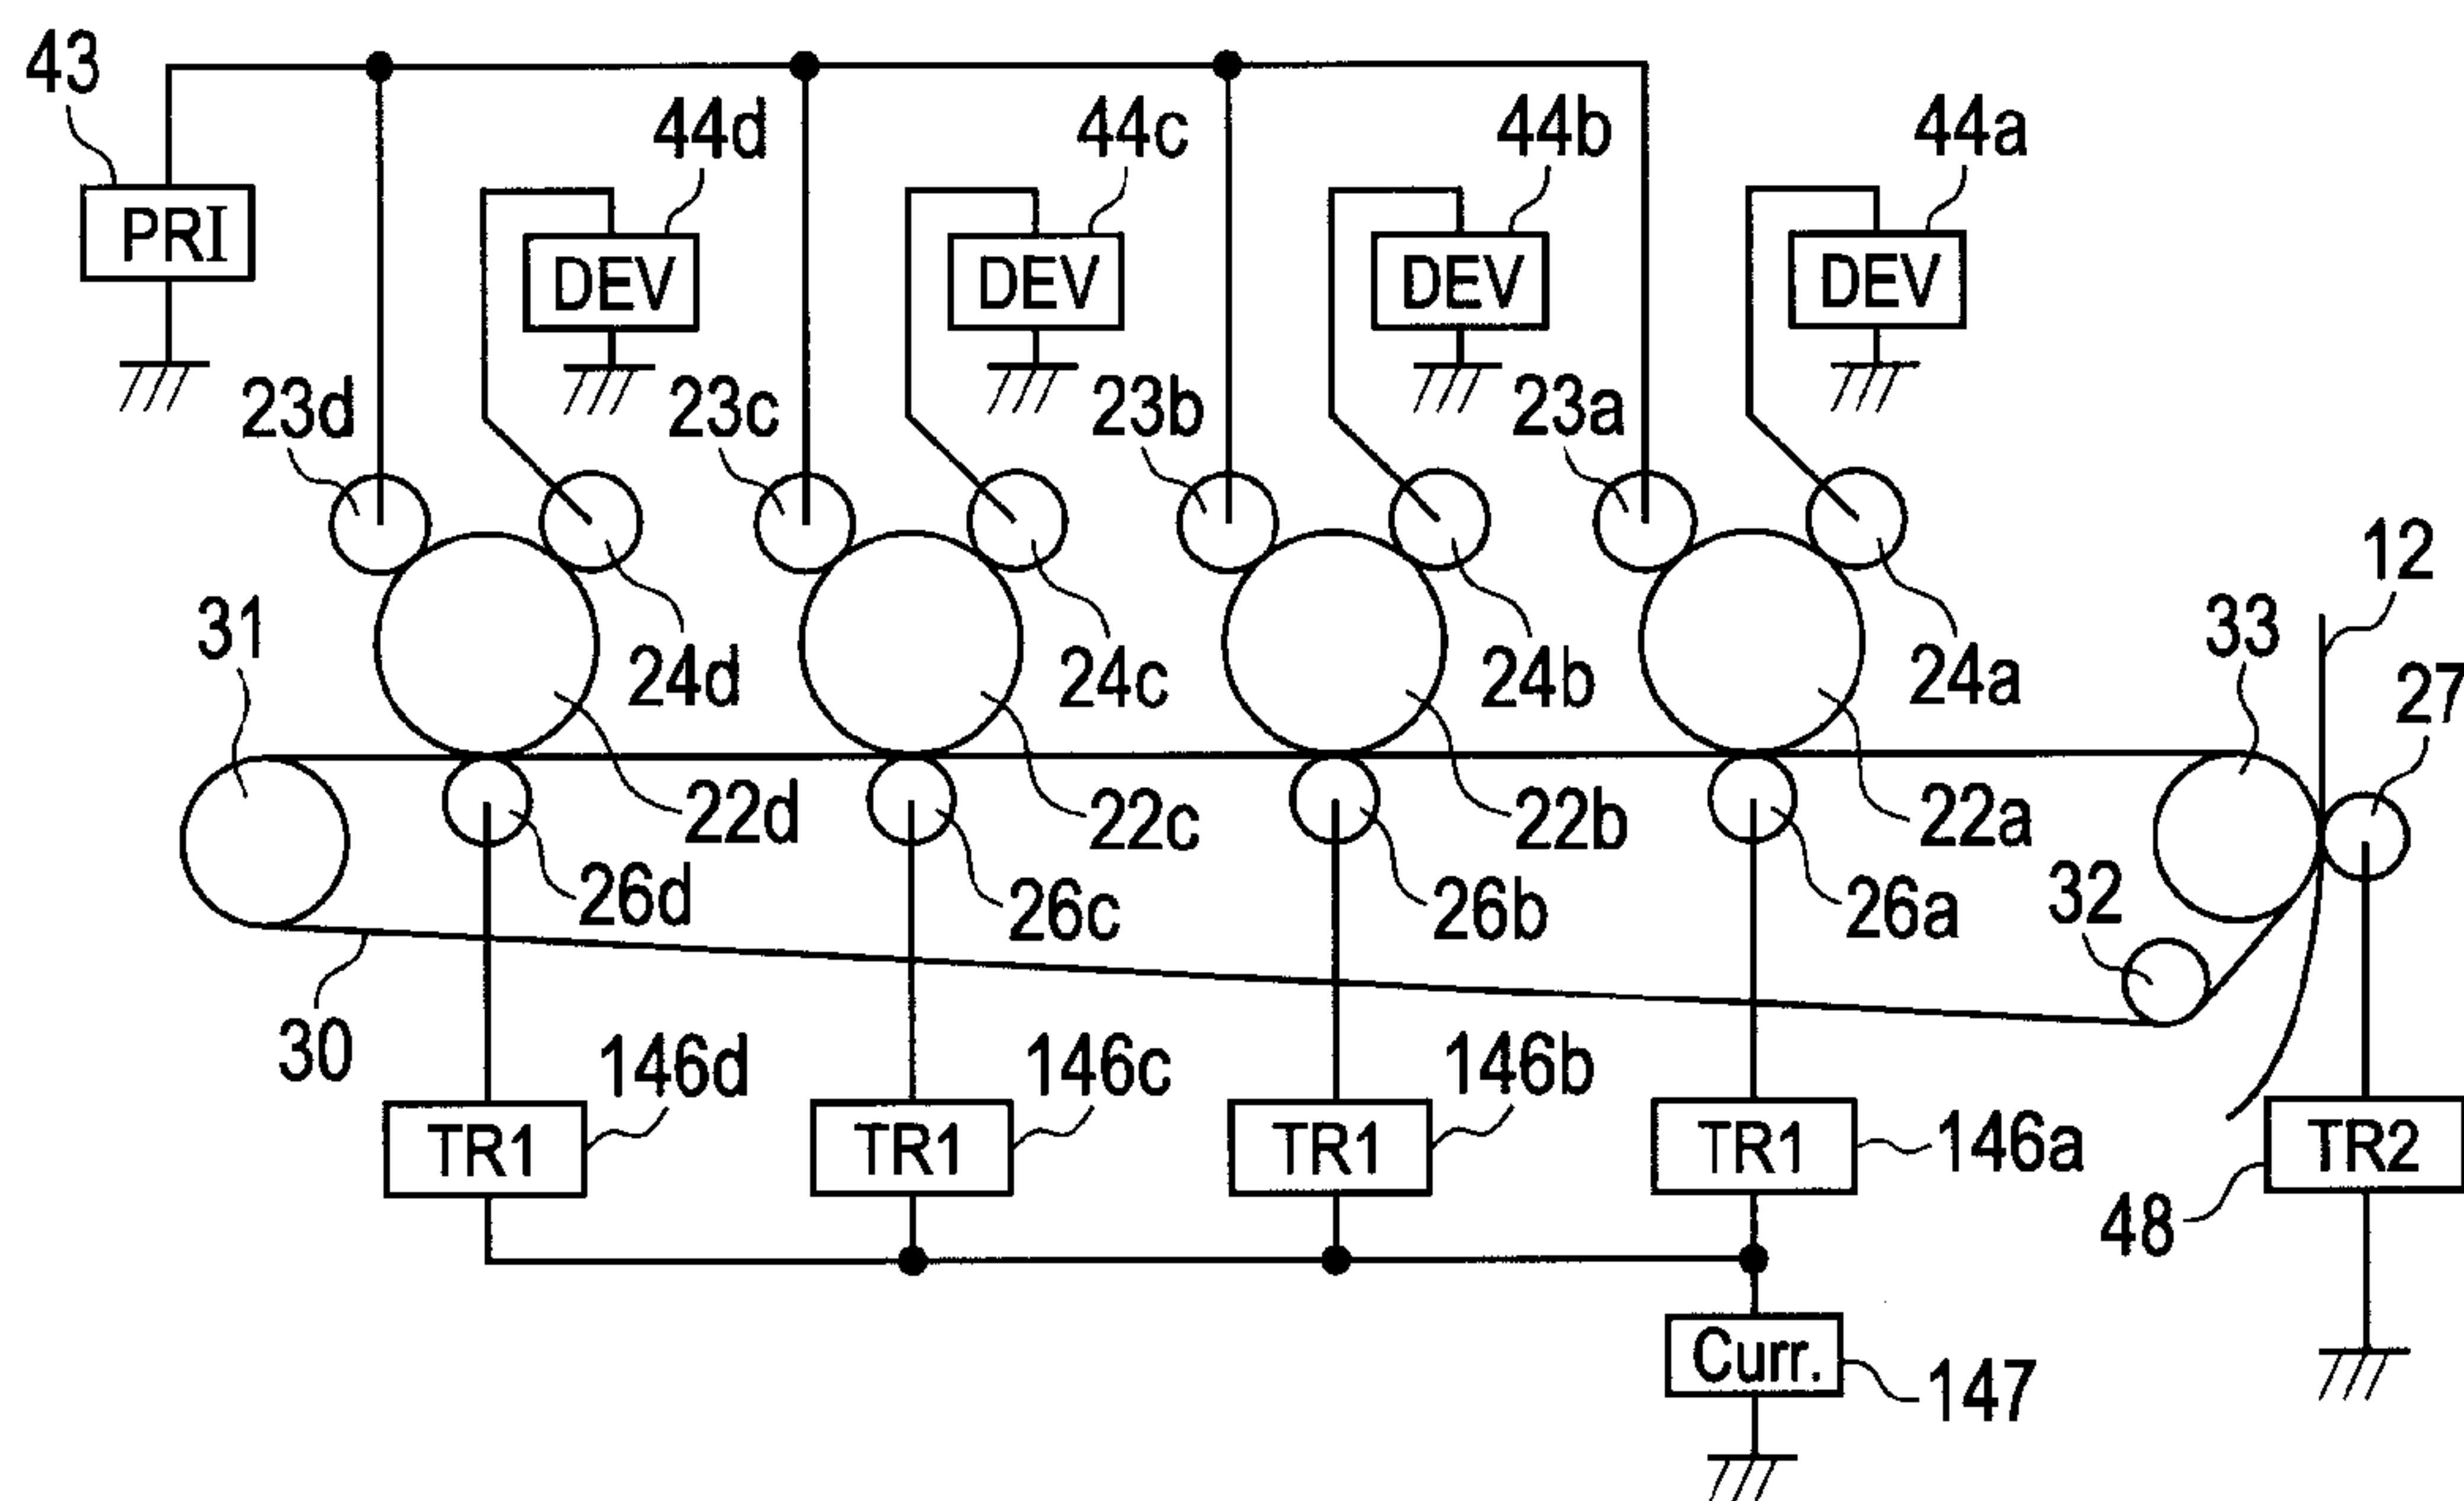 43
44d 44c 44b 44a
PRI
DEV DEV DEV DEV
23d 23c 23b 23a
12
31 33
24d 24c 24b 24a
27
22d 22c 22b 22a
26d 26c 26b 26a 32
30
146d 146c 146b 146a
TR1 TR1 TR1 TR1 TR2
48
Curr. 147